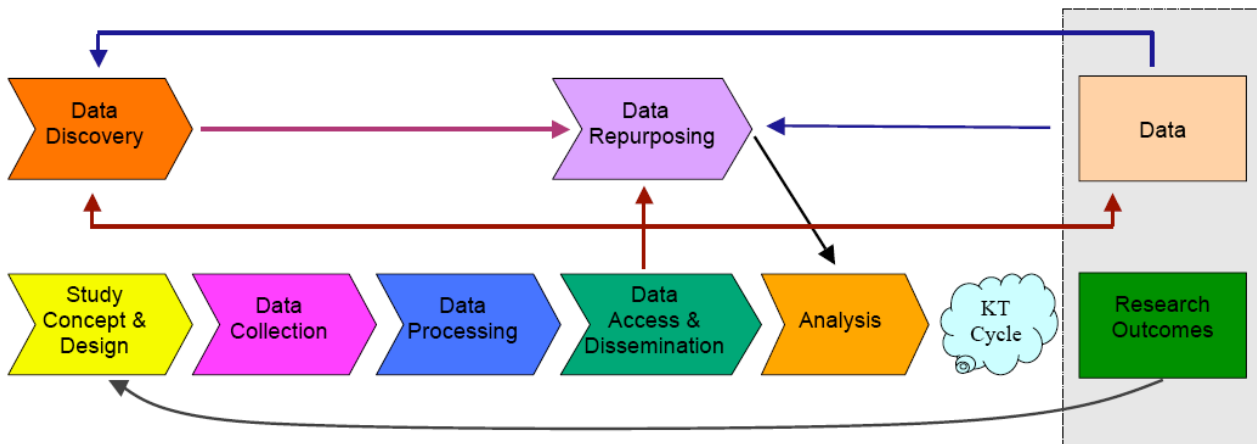 Data
Discovery
Data
Repurposing
Data
Study
Concept &
Design
Data
Collection
Data
Processing
Data
Access &
Dissemination
Analysis
KT
Cycle
Research
Outcomes